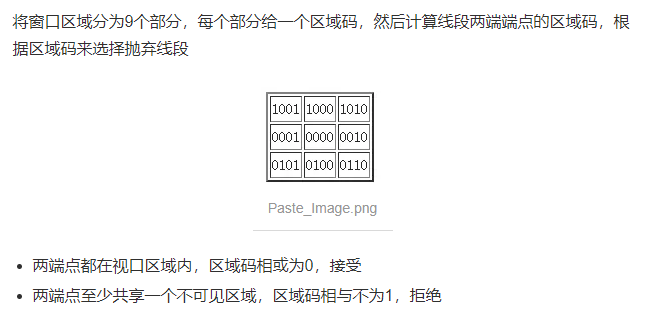 将窗口区域分为9个部分，每个部分给一个区域码，然后计算线段两端端点的区域码，根
据区域码来选择抛弃线段
1001 1000 1010
0001 0000 0010
0101 0100 0110
Paste_Image.png
两端点都在视口区域内，区域码相或为0，接受
两端点至少共享一个不可见区域，区域码相与不为1，拒绝